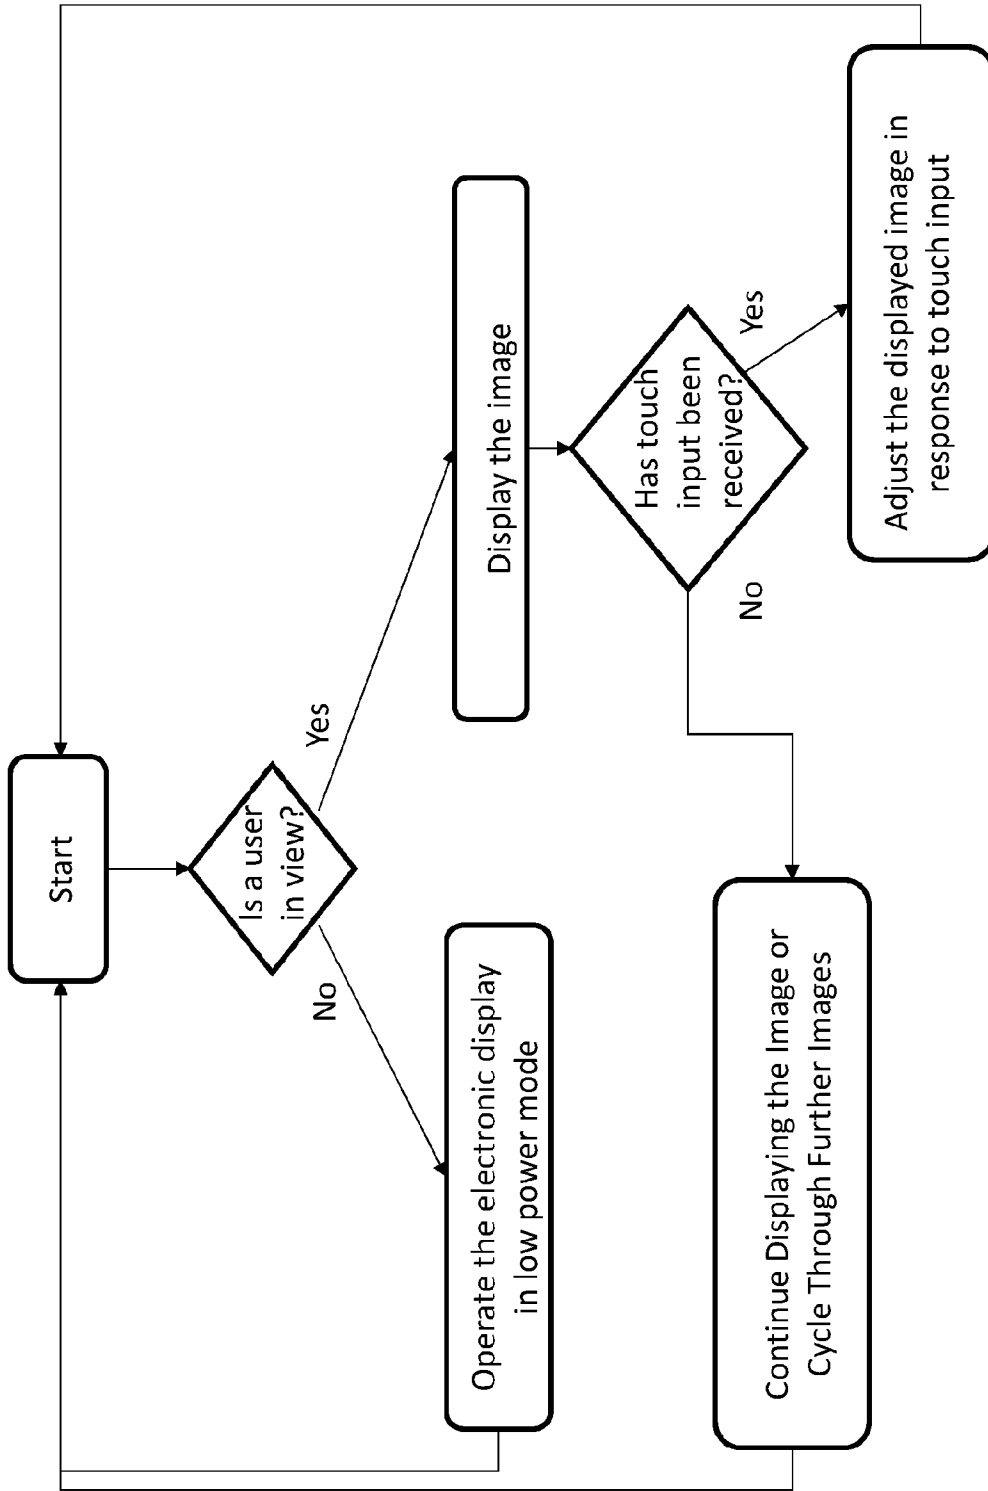 Start
Is a user
in view?
No
Yes
Operate the electronic display
in low power mode
Display the image
Has touch
input been
received?
No
Yes
Continue Displaying the Image or
Cycle Through Further Images
Adjust the displayed image in
response to touch input